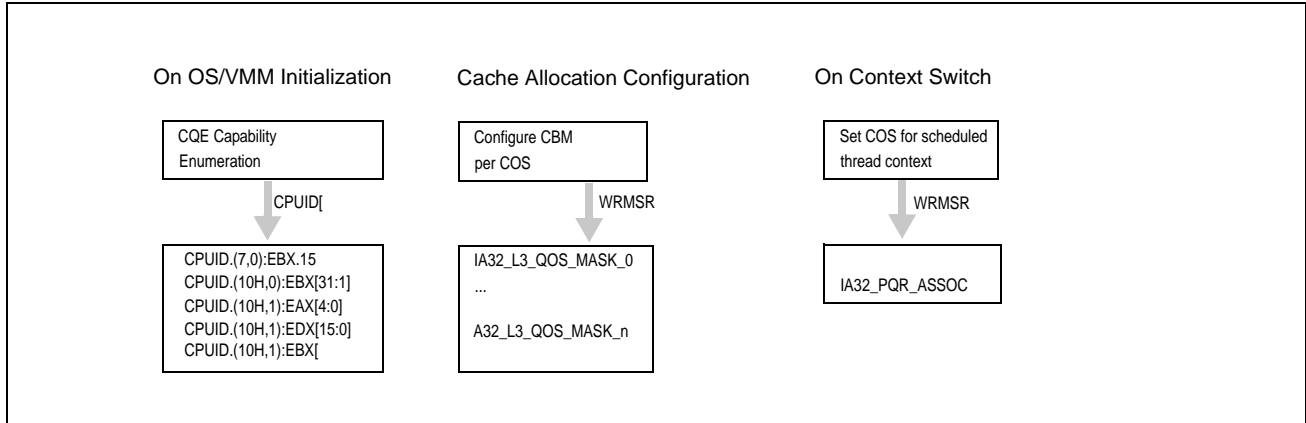 On OS/VMM Initialization
CQE Capability
Enumeration
CPUID[
CPUID.(7,0):EBX.15
CPUID.(10H,0):EBX[31:1]
CPUID.(10H,1):EAX[4:0]
CPUID.(10H,1):EDX[15:0]
CPUID.(10H,1):EBX[
Cache Allocation Configuration
Configure CBM
per COS
WRMSR
IA32_L3_QOS_MASK_0
...
A32_L3_QOS_MASK_n
On Context Switch
Set COS for scheduled
thread context
WRMSR
IA32_PQR_ASSOC